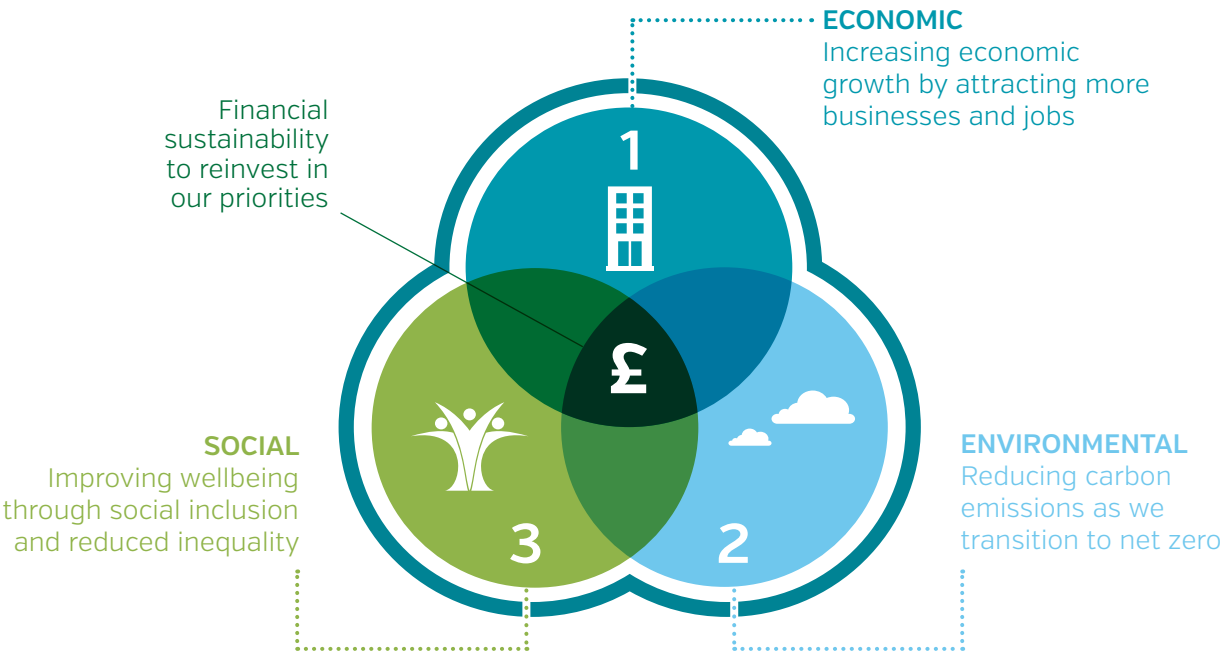 ECONOMIC
Increasing economic
growth by attracting more
businesses and jobs
Financial
sustainability
to reinvest in
our priorities
1
£
SOCIAL
Improving wellbeing
through social inclusion
and reduced inequality
3
2
ENVIRONMENTAL
Reducing carbon
emissions as we
transition to net zero